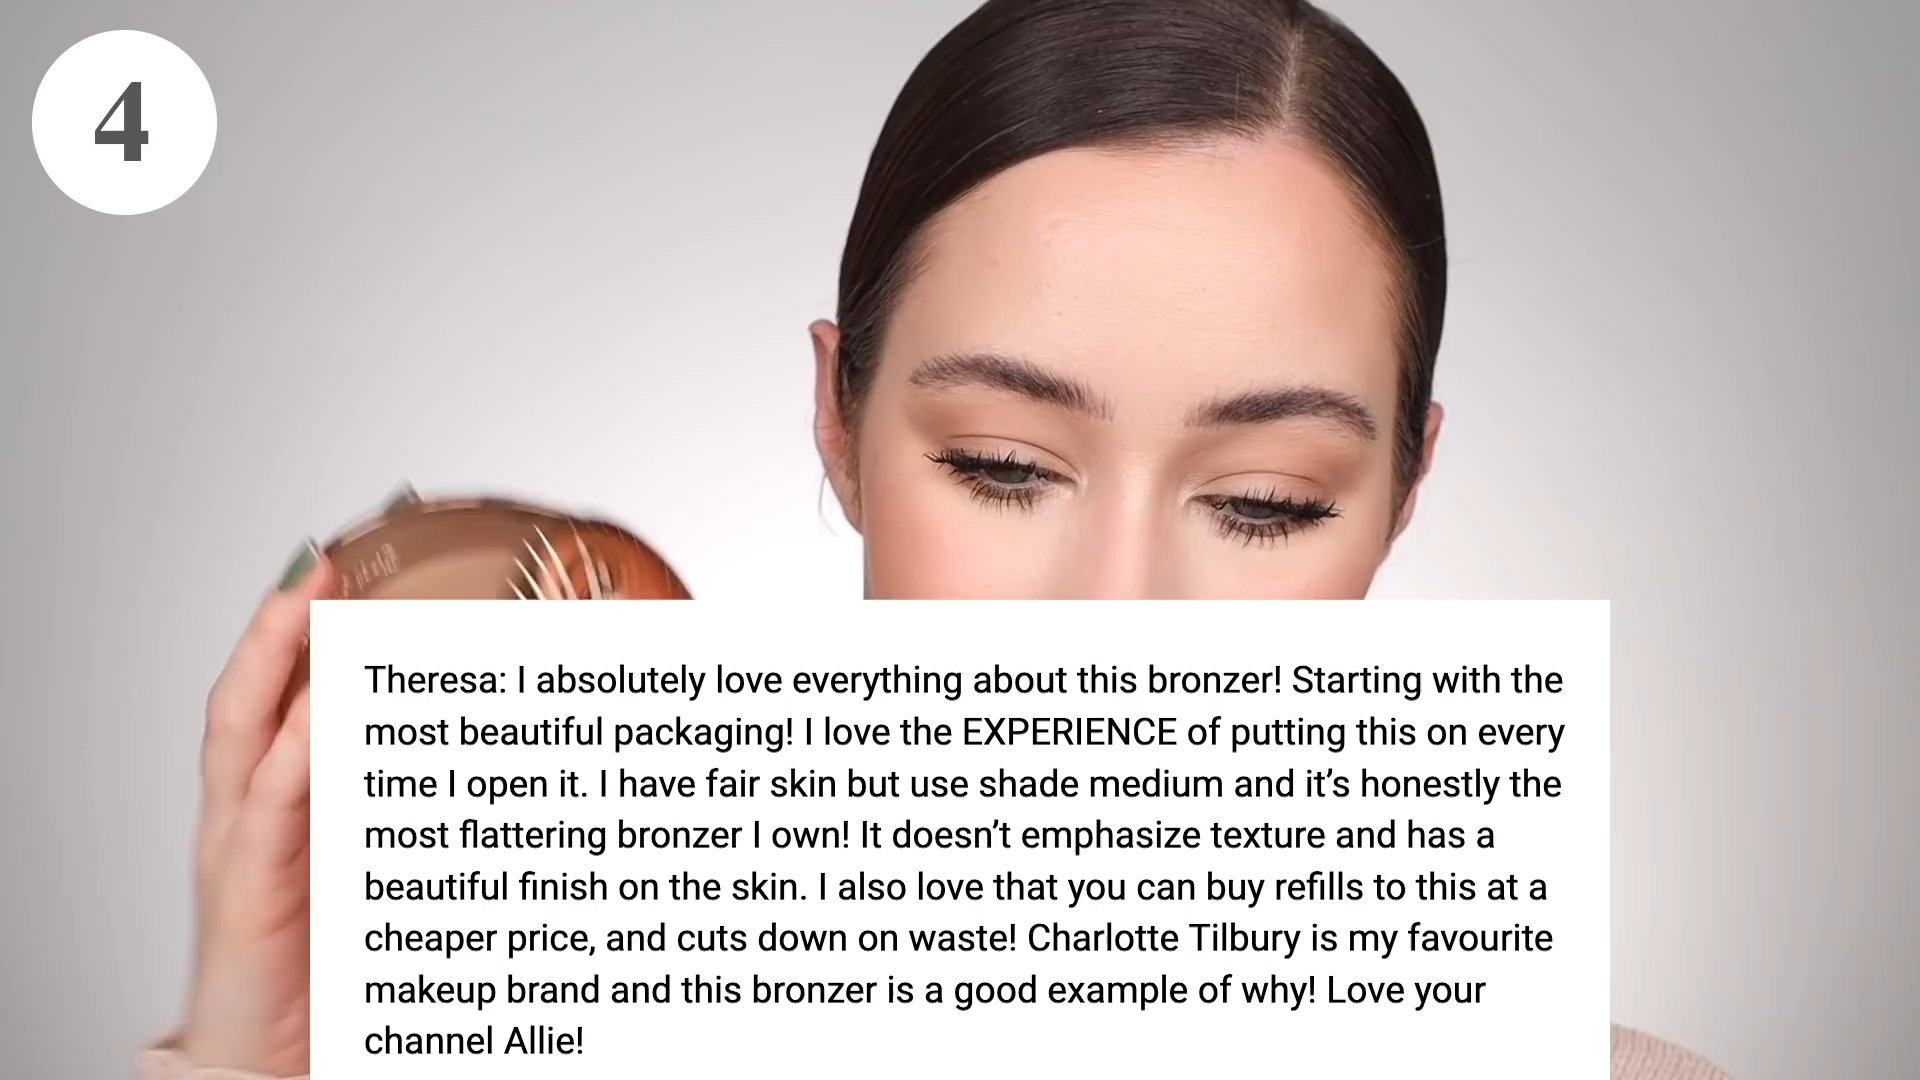 4
Theresa: I absolutely love everything about this bronzer! Starting with the
most beautiful packaging! I love the EXPERIENCE of putting this on every
time I open it. I have fair skin but use shade medium and it’s honestly the
most flattering bronzer I own! It doesn’t emphasize texture and has a
beautiful finish on the skin. I also love that you can buy refills to this at a
cheaper price, and cuts down on waste! Charlotte Tilbury is my favourite
makeup brand and this bronzer is a good example of why! Love your
channel Allie!